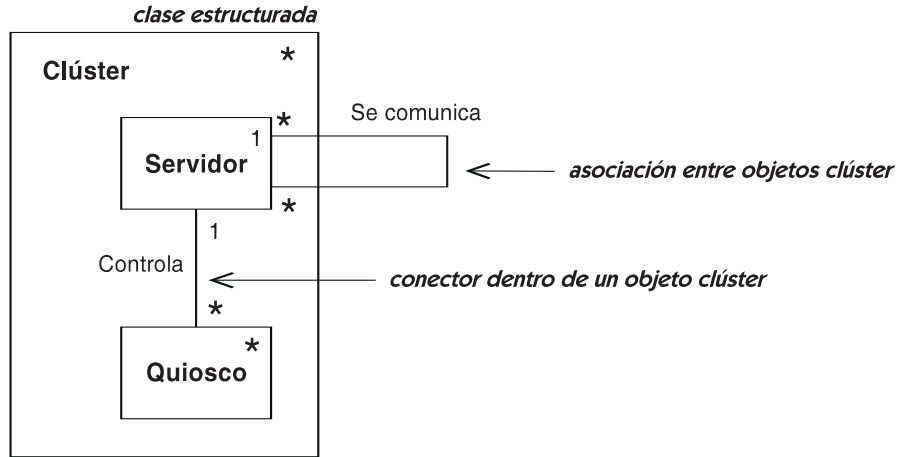 clase estructurada
Clúster
*
Se comunica
*
1
Servidor
asociación entre objetos clúster
*
1
Controla
conector dentro de un objeto clúster
*
*
Quiosco